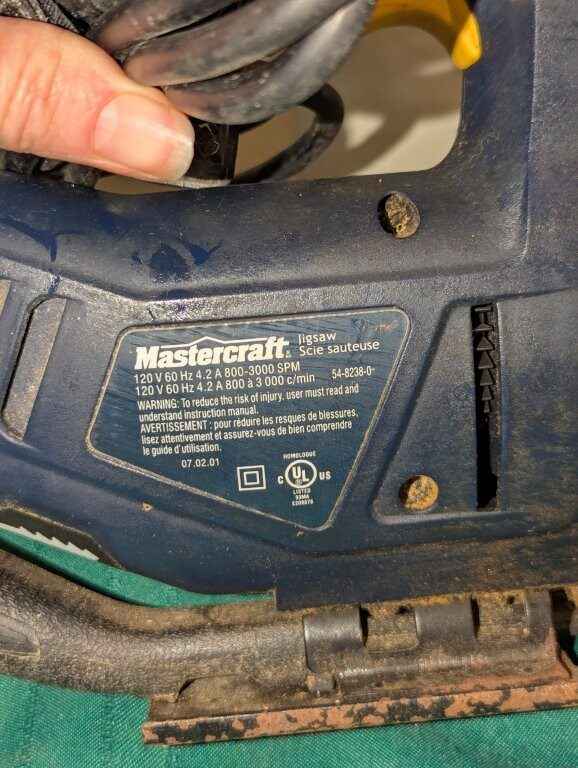 Mastercraft® Jigsaw
Scie sauteuse
120 V 60 Hz 4.2 A 800-3000 SPM
120 V 60 Hz 4.2 A 800 à 3 000 c/min 54-8238-0
WARNING: To reduce the risk of injury, user must read and
understand instruction manual.
AVERTISSEMENT : pour réduire les resques de blessures,
lisez attentivement et assurez-vous de bien comprendre
le guide d'utilisation.
07.02.01
HOMOLOGUÉ
C UL US
LISTED